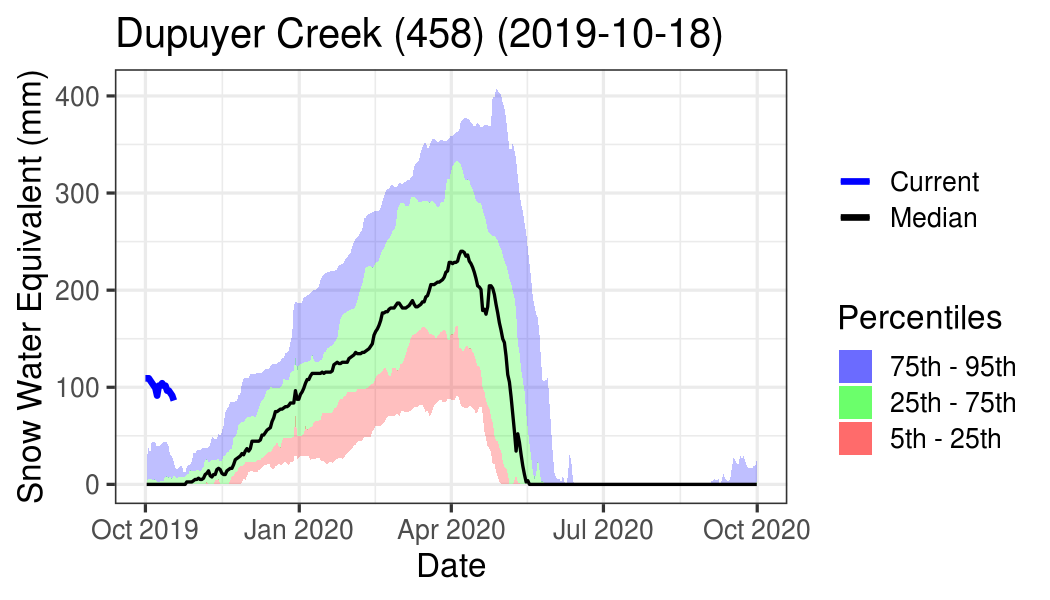 Dupuyer Creek (458) (2019-10-18)
Snow Water Equivalent (mm)
400
300
200
100
0
Oct 2019
Jan 2020
Apr 2020
Jul 2020
Oct 2020
Date
Current
Median
Percentiles
75th - 95th
25th - 75th
5th - 25th